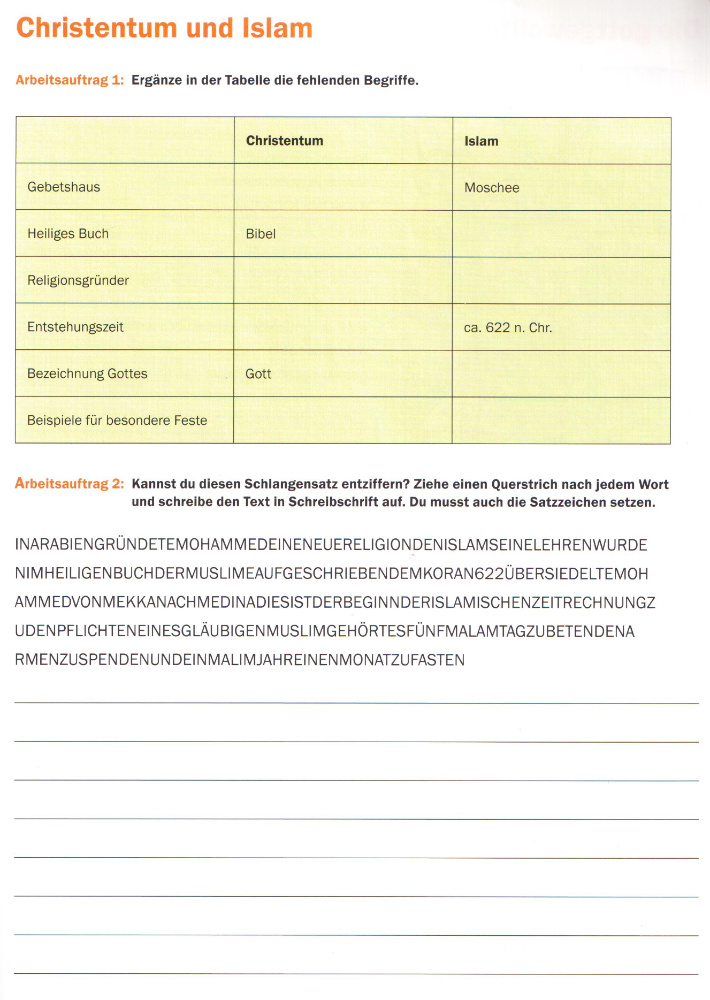 Christentum und Islam
Arbeitsauftrag 1: Ergänze in der Tabelle die fehlenden Begriffe.
Christentum Islam
Gebetshaus Moschee
Heiliges Buch Bibel
Religionsgründer
Entstehungszeit ca. 622 n. Chr.
Bezeichnung Gottes Gott
Beispiele für besondere Feste
Arbeitsauftrag 2: Kannst du diesen Schlangensatz entziffern? Ziehe einen Querstrich nach jedem Wort
und schreibe den Text in Schreibschrift auf. Du musst auch die Satzzeichen setzen.
INARABIENGRÜNDETEMOHAMMEDEINENEUERELIGIONDENISLAMSEINELEHRENWURDE
NIMHEILIGENBUCHDERMUSLIMEAUFGESCHRIEBENDEMKORAN622ÜBERSIEDELTEMOH
AMMEDVONMEKKANACHMEDINADIESISTDERBEGINNDERISLAMISCHENZEITRECHNUNGZ
UDENPFLICHTENEINESGLÄUBIGENMUSLIMGEHÖRTESFÜNFMALAMTAGZUBETENDENA
RMENZUSPENDENUNDEINMALIMJAHREINENMONATZUFASTEN